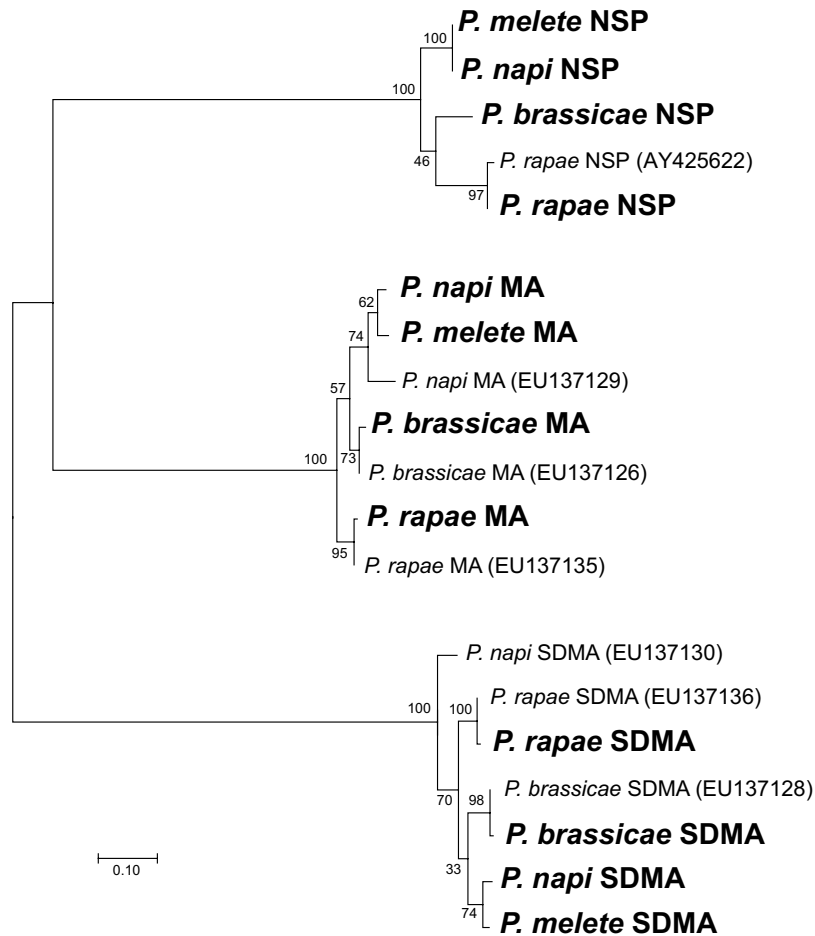 P. melete NSP
100
P. napi NSP
100
P. brassicae NSP
46
P. rapae NSP (AY425622)
97
P. rapae NSP
P. napi MA
62
P. melete MA
74
P. napi MA (EU137129)
57
P. brassicae MA
100
73
P. brassicae MA (EU137126)
P. rapae MA
95
P. rapae MA (EU137135)
P. napi SDMA (EU137130)
P. rapae SDMA (EU137136)
100
100
P. rapae SDMA
P. brassicae SDMA (EU137128)
70
98
P. brassicae SDMA
0.10
33
P. napi SDMA
74
P. melete SDMA